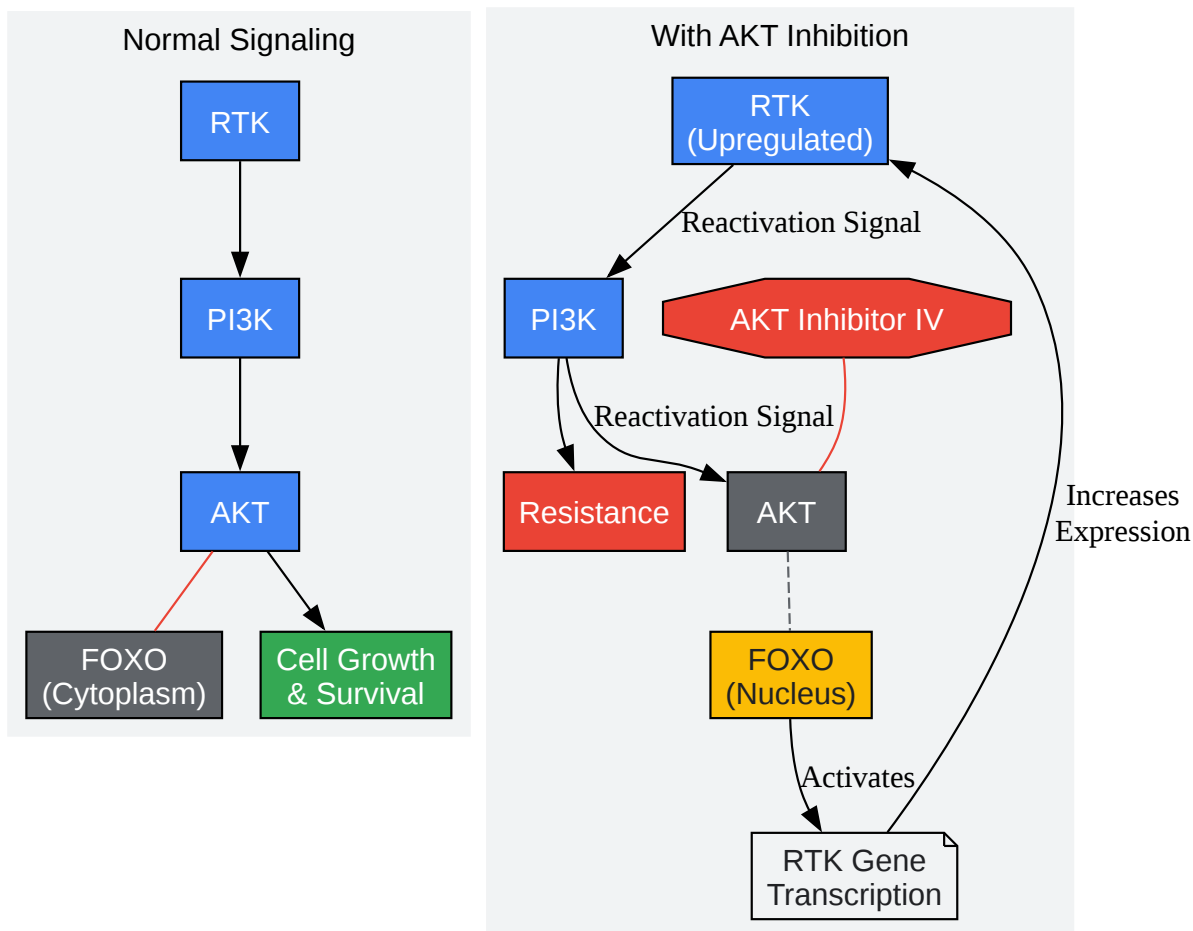 Normal Signaling
RTK
PI3K
AKT
FOXO
(Cytoplasm)
Cell Growth
& Survival
With AKT Inhibition
RTK
(Upregulated)
Reactivation Signal
PI3K
AKT Inhibitor IV
Reactivation Signal
Resistance
AKT
Increases
Expression
FOXO
(Nucleus)
Activates
RTK Gene
Transcription